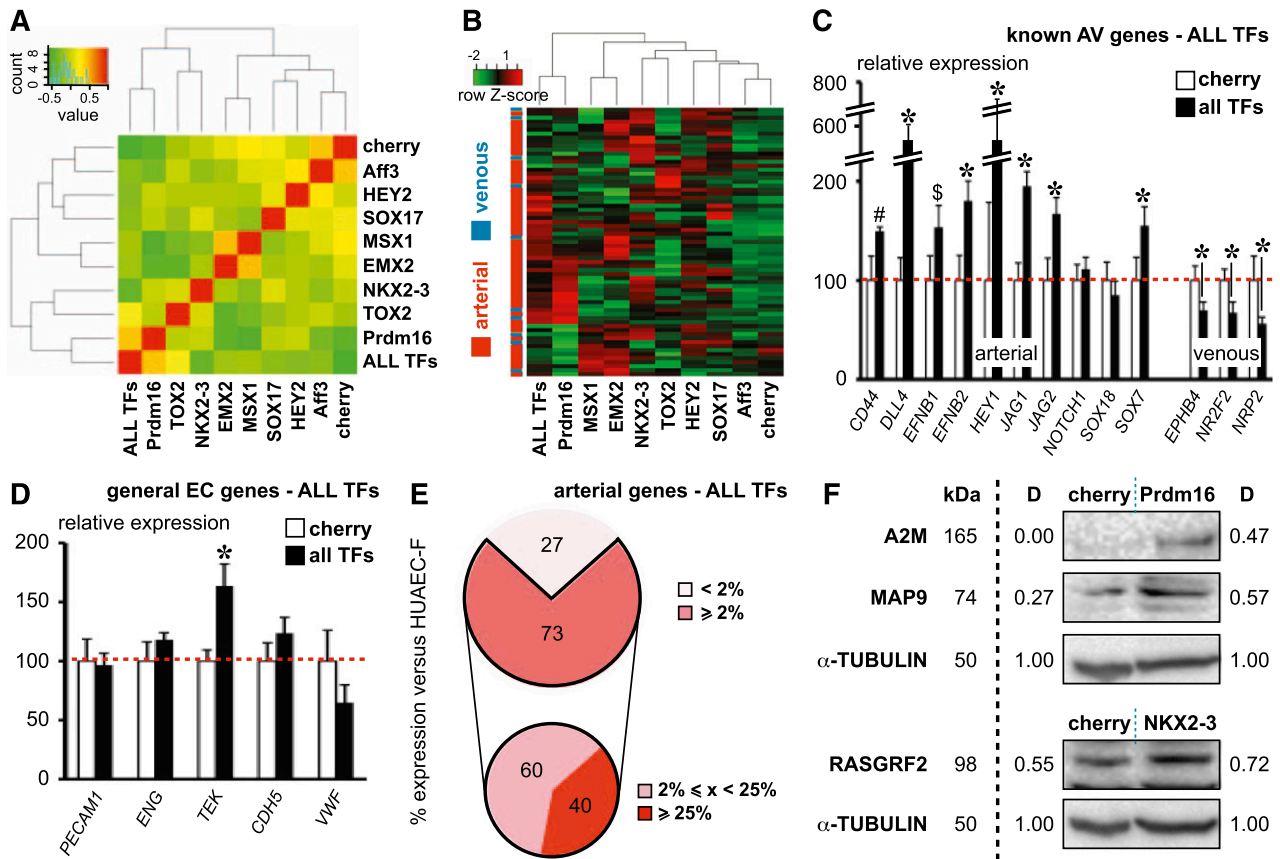 A
count
0 4 8
-0.5 0.5
value
ALL TFs
Prdm16
TOX2
NKX2-3
EMX2
MSX1
SOX17
HEY2
Aff3
cherry
cherry
Aff3
HEY2
SOX17
MSX1
EMX2
NKX2-3
TOX2
Prdm16
ALL TFs
B
-2 1
row Z-score
venous
arterial
ALL TFs
Prdm16
MSX1
EMX2
NKX2-3
TOX2
HEY2
SOX17
Aff3
cherry
C
known AV genes - ALL TFs
relative expression
cherry
all TFs
800
600
200
100
0
#
*
$
*
*
*
*
*
*
*
*
arterial
venous
CD44
DLL4
EFNB1
EFNB2
HEY1
JAG1
JAG2
NOTCH1
SOX18
SOX7
EPHB4
NR2F2
NRP2
D
general EC genes - ALL TFs
relative expression
cherry
all TFs
200
150
100
50
0
*
PECAM1
ENG
TEK
CDH5
VWF
E
arterial genes - ALL TFs
% expression versus HUAEC-F
27
73
< 2%
⩾ 2%
60
40
2% ⩽ x < 25%
⩾ 25%
F
kDa D cherry Prdm16 D
A2M 165 0.00 0.47
MAP9 74 0.27 0.57
α-TUBULIN 50 1.00 1.00
cherry NKX2-3
RASGRF2 98 0.55 0.72
α-TUBULIN 50 1.00 1.00